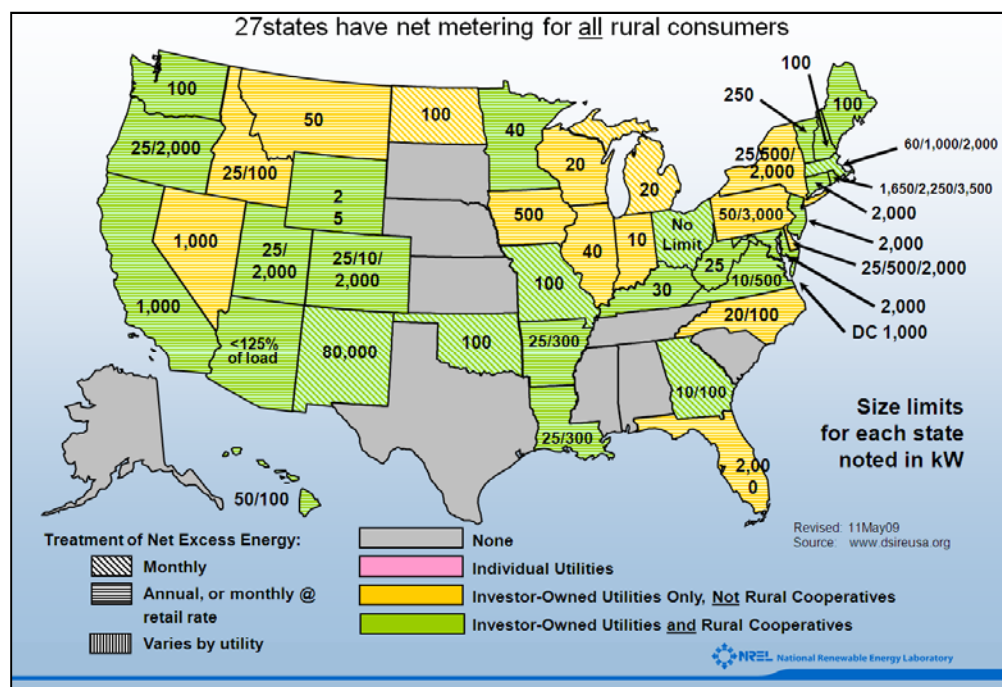 27states have net metering for all rural consumers
100
250
100
100
50
100
40
60/1,000/2,000
25/2,000
25/100
20
20
25/500/
2,000
1,650/2,250/3,500
2
5
500
50/3,000
2,000
No
Limit
1,000
25/
2,000
25/10/
2,000
40
10
2,000
25
25/500/2,000
100
30
10/500
1,000
2,000
20/100
DC 1,000
<125%
of load
80,000
100
25/300
10/100
Size limits
for each state
noted in kW
25/300
2,00
0
50/100
Revised: 11May09
Source: www.dsireusa.org
Treatment of Net Excess Energy:
Monthly
Annual, or monthly @
retail rate
Varies by utility
None
Individual Utilities
Investor-Owned Utilities Only, Not Rural Cooperatives
Investor-Owned Utilities and Rural Cooperatives
NREL National Renewable Energy Laboratory